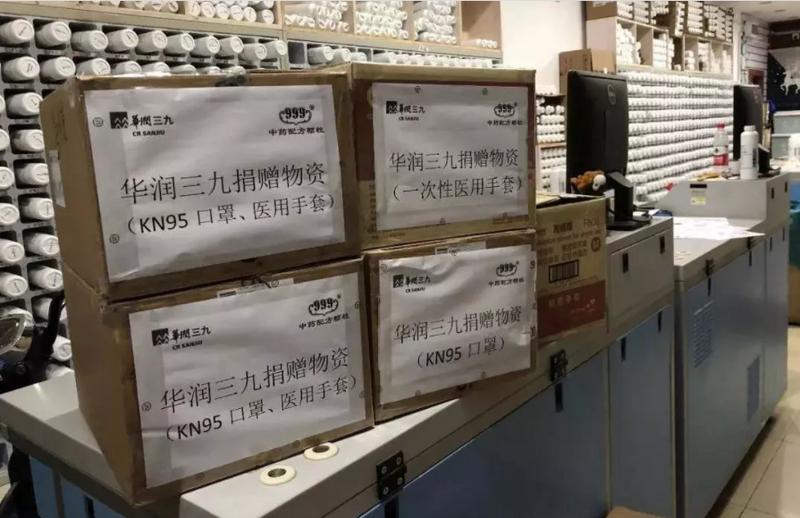 華潤三九
CR SANJIU
999®
中药配方颗粒
华润三九捐赠物资
（KN95 口罩、医用手套）
華潤三九
CR SANJIU
999®
中药配方颗粒
华润三九捐赠物资
（一次性医用手套）
華潤三九
CR SANJIU
999®
中药配方颗粒
华润三九捐赠物资
（KN95 口罩、医用手套）
華潤三九
CR SANJIU
999®
中药配方颗粒
华润三九捐赠物资
（KN95 口罩）